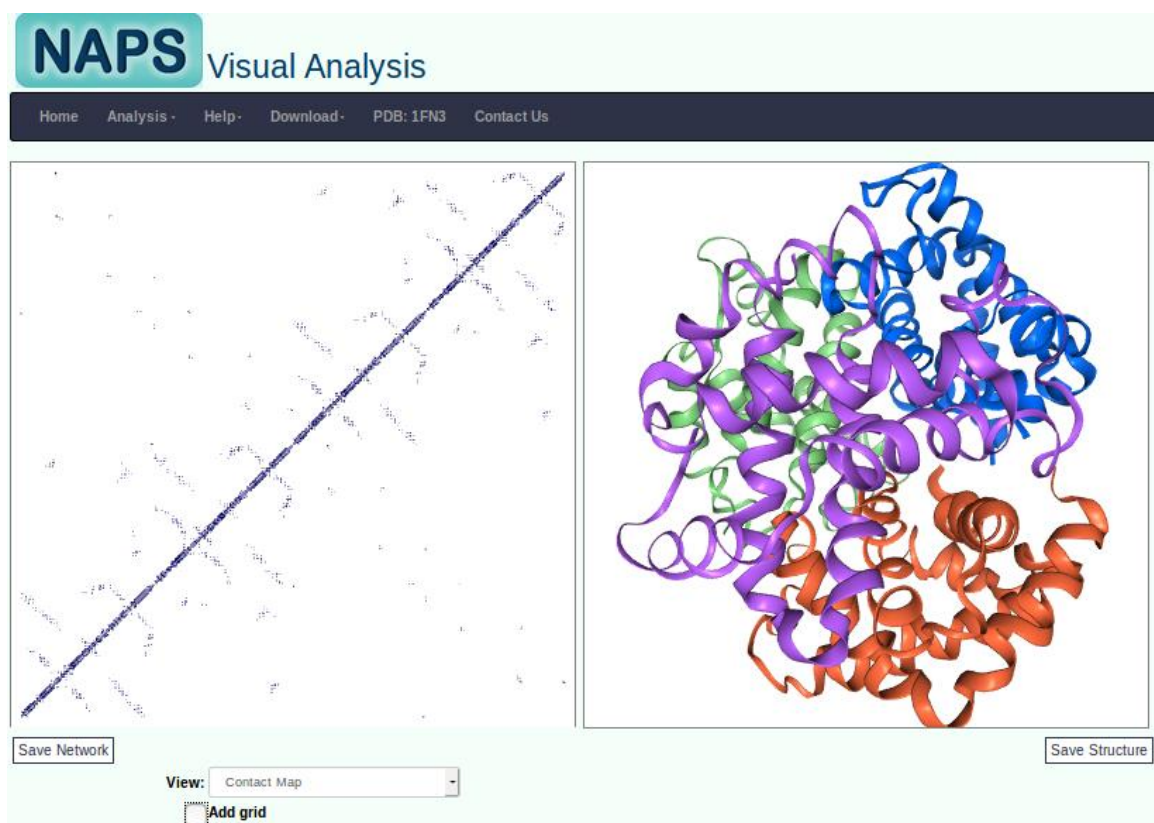 NAPS Visual Analysis
Home Analysis Help Download PDB: 1FN3 Contact Us
Save Network Save Structure
View: Contact Map
Add grid